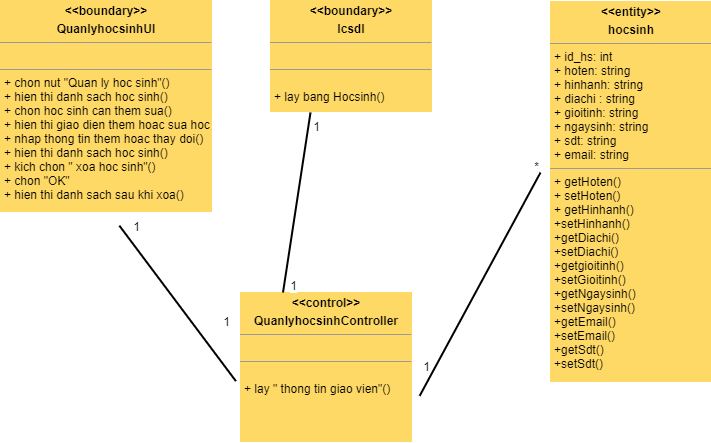 <<boundary>>
QuanlyhocsinhUI
+ chon nut "Quan ly hoc sinh"()
+ hien thi danh sach hoc sinh()
+ chon hoc sinh can them sua()
+ hien thi giao dien them hoac sua hoc
+ nhap thong tin them hoac thay doi()
+ hien thi danh sach hoc sinh()
+ kich chon " xoa hoc sinh"()
+ chon "OK"
+ hien thi danh sach sau khi xoa()
<<boundary>>
Icsdl
+ lay bang Hocsinh()
<<entity>>
hocsinh
+ id_hs: int
+ hoten: string
+ hinhanh: string
+ diachi : string
+ gioitinh: string
+ ngaysinh: string
+ sdt: string
+ email: string
+ getHoten()
+ setHoten()
+ getHinhanh()
+setHinhanh()
+getDiachi()
+setDiachi()
+getgioitinh()
+setGioitinh()
+getNgaysinh()
+setNgaysinh()
+getEmail()
+setEmail()
+getSdt()
+setSdt()
1
*
1
1
1
1
<<control>>
QuanlyhocsinhController
+ lay " thong tin giao vien"()